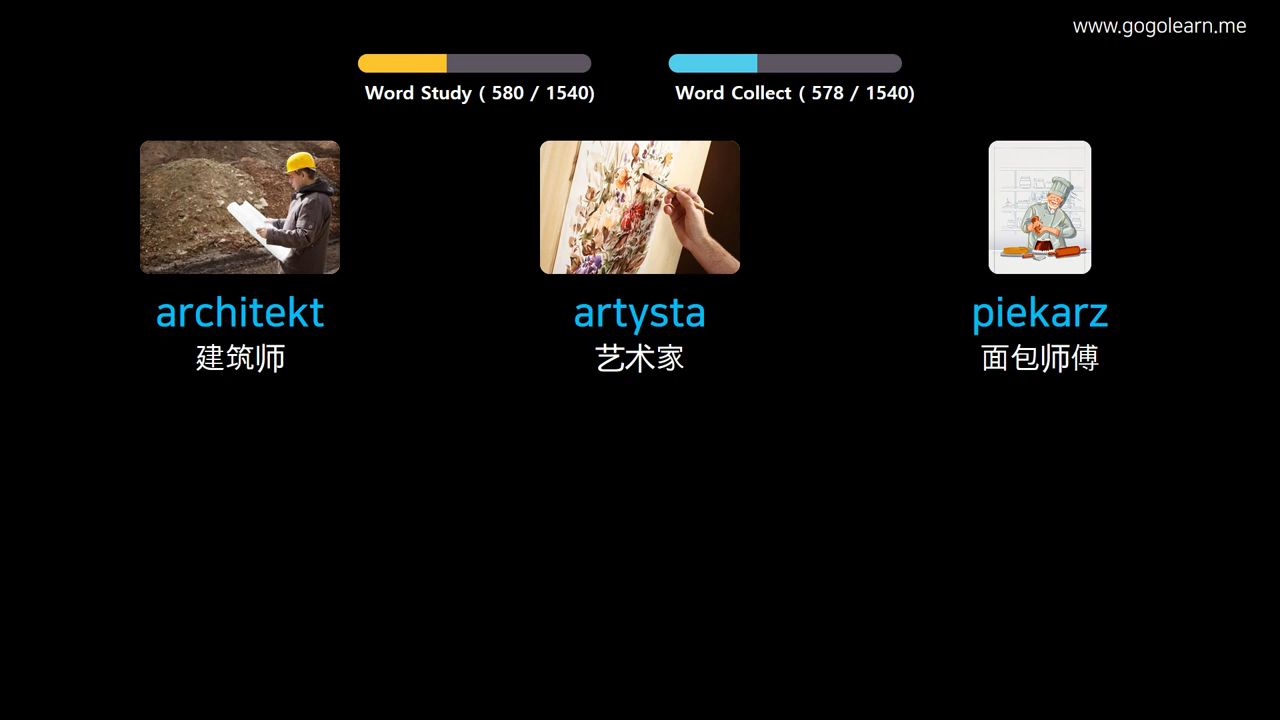 www.gogolearn.me
Word Study ( 580 / 1540)
Word Collect ( 578 / 1540)
architekt
artysta
piekarz
建筑师
艺术家
面包师傅